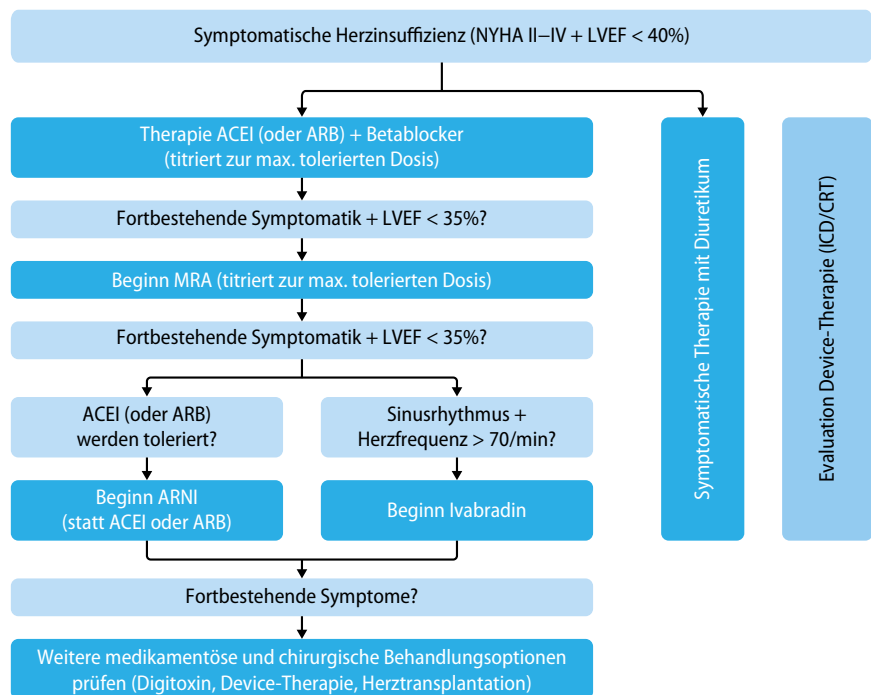 Symptomatische Herzinsuffizienz (NYHA II–IV + LVEF < 40%)
Therapie ACEI (oder ARB) + Betablocker
(titriert zur max. tolerierten Dosis)
Fortbestehende Symptomatik + LVEF < 35%?
Beginn MRA (titriert zur max. tolerierten Dosis)
Fortbestehende Symptomatik + LVEF < 35%?
ACEI (oder ARB)
werden toleriert?
Sinusrhythmus +
Herzfrequenz > 70/min?
Beginn ARNI
(statt ACEI oder ARB)
Beginn Ivabradin
Fortbestehende Symptome?
Weitere medikamentöse und chirurgische Behandlungsoptionen
prüfen (Digitoxin, Device-Therapie, Herztransplantation)
Symptomatische Therapie mit Diuretikum
Evaluation Device-Therapie (ICD/CRT)